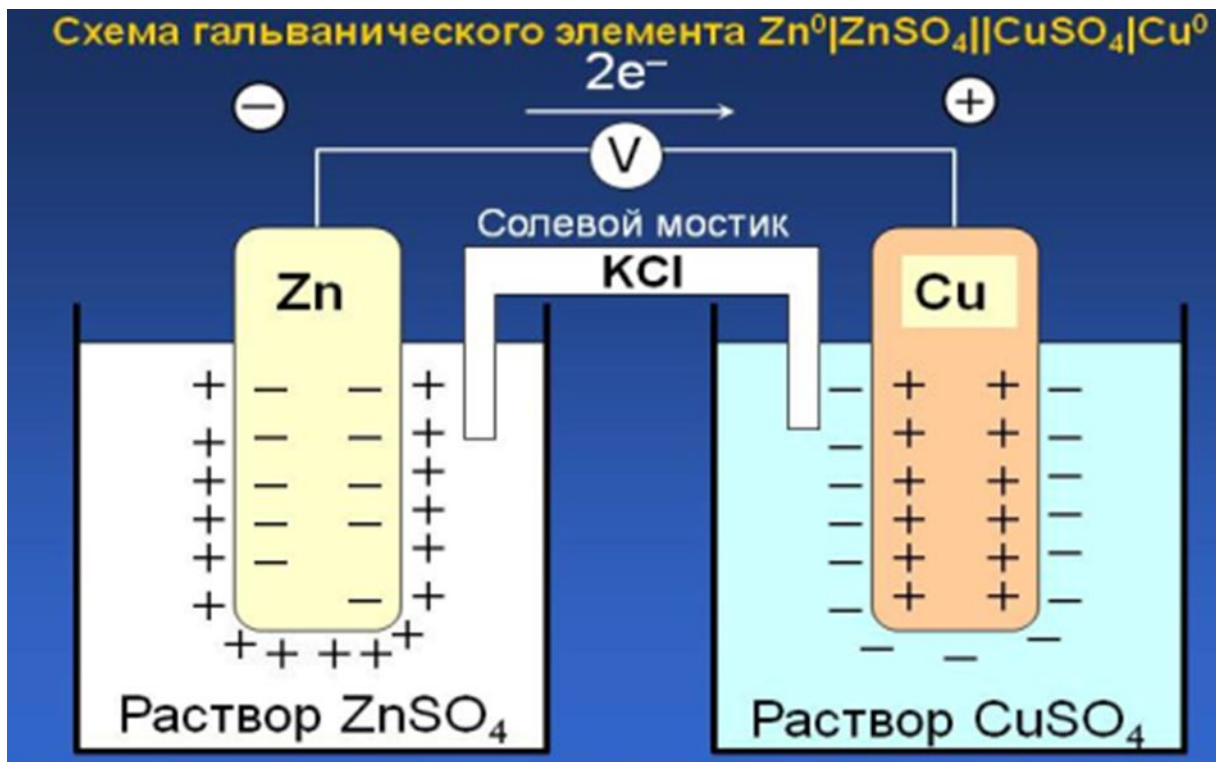 Схема гальванического элемента Zn⁰|ZnSO₄||CuSO₄|Cu⁰
2e⁻
− +
V
Солевой мостик
KCl
Zn Cu
Раствор ZnSO₄ Раствор CuSO₄